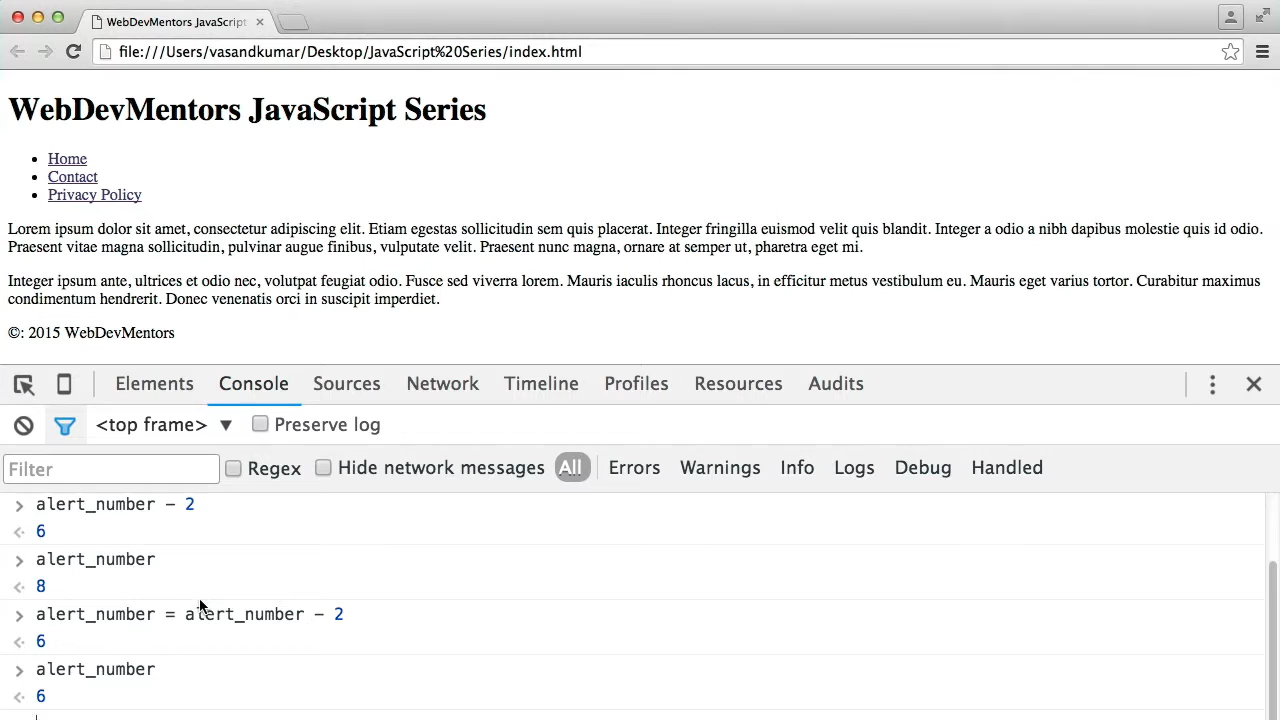 WebDevMentors JavaScript
file:///Users/vasandkumar/Desktop/JavaScript%20Series/index.html
WebDevMentors JavaScript Series
Home
Contact
Privacy Policy
Lorem ipsum dolor sit amet, consectetur adipiscing elit. Etiam egestas sollicitudin sem quis placerat. Integer fringilla euismod velit quis blandit. Integer a odio a nibh dapibus molestie quis id odio.
Praesent vitae magna sollicitudin, pulvinar augue finibus, vulputate velit. Praesent nunc magna, ornare at semper ut, pharetra eget mi.
Integer ipsum ante, ultrices et odio nec, volutpat feugiat odio. Fusce sed viverra lorem. Mauris iaculis rhoncus lacus, in efficitur metus vestibulum eu. Mauris eget varius tortor. Curabitur maximus
condimentum hendrerit. Donec venenatis orci in suscipit imperdiet.
©: 2015 WebDevMentors
Elements Console Sources Network Timeline Profiles Resources Audits
<top frame> ▼ Preserve log
Filter Regex Hide network messages All Errors Warnings Info Logs Debug Handled
alert_number - 2
6
alert_number
8
alert_number = alert_number - 2
6
alert_number
6